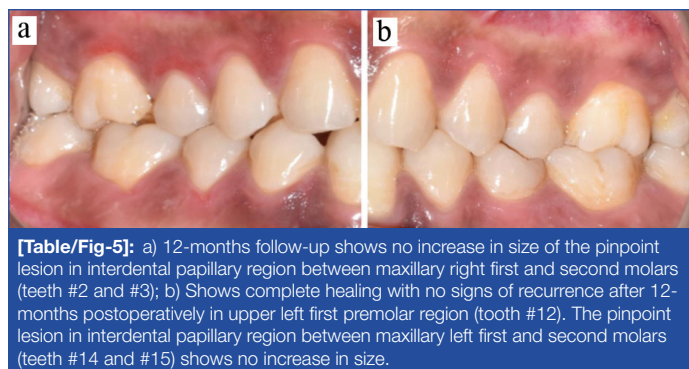 a
b
[Table/Fig-5]: a) 12-months follow-up shows no increase in size of the pinpoint
lesion in interdental papillary region between maxillary right first and second molars
(teeth #2 and #3); b) Shows complete healing with no signs of recurrence after 12-
months postoperatively in upper left first premolar region (tooth #12). The pinpoint
lesion in interdental papillary region between maxillary left first and second molars
(teeth #14 and #15) shows no increase in size.